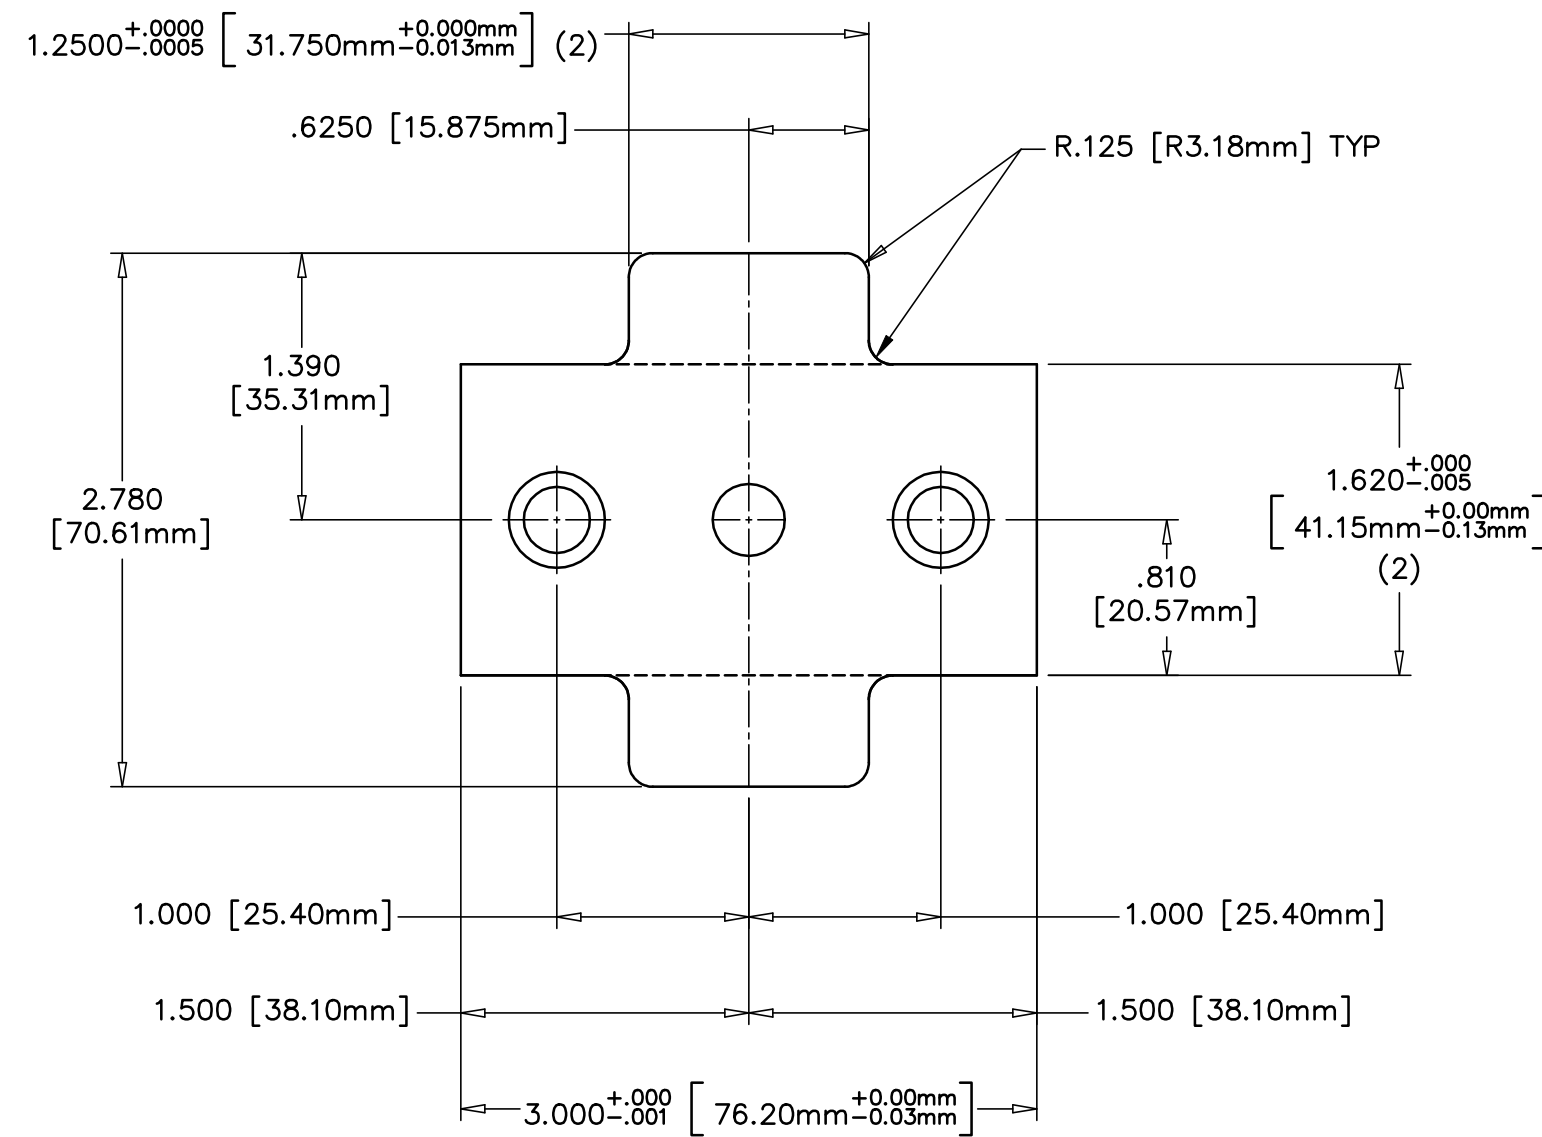 1.2500+.0000-.0005 [31.750mm+0.000mm-0.013mm] (2)
.6250 [15.875mm]
R.125 [R3.18mm] TYP
1.390
[35.31mm]
2.780
[70.61mm]
1.620+.000-.005
[41.15mm+0.00mm-0.13mm]
(2)
.810
[20.57mm]
1.000 [25.40mm]
1.000 [25.40mm]
1.500 [38.10mm]
1.500 [38.10mm]
3.000+.000-.001 [76.20mm+0.00mm-0.03mm]